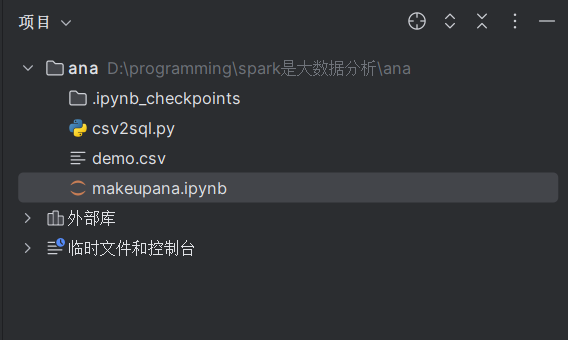 项目
ana D:\programming\spark是大数据分析\ana
.ipynb_checkpoints
csv2sql.py
demo.csv
makeupana.ipynb
外部库
临时文件和控制台